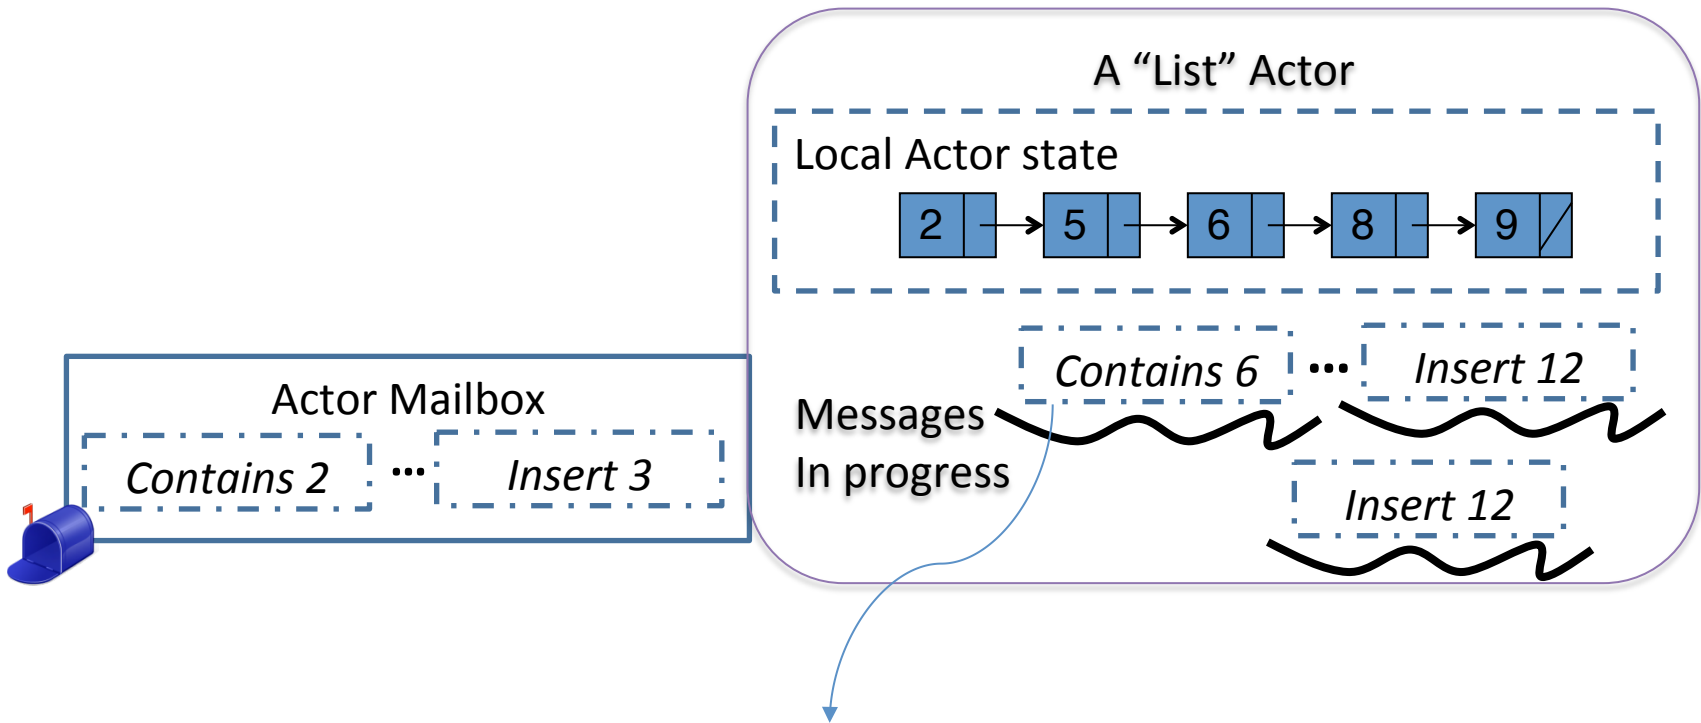 A “List” Actor
Local Actor state
2 5 6 8 9
Contains 6 ... Insert 12
Actor Mailbox
Messages
In progress
Contains 2 ... Insert 3
Insert 12